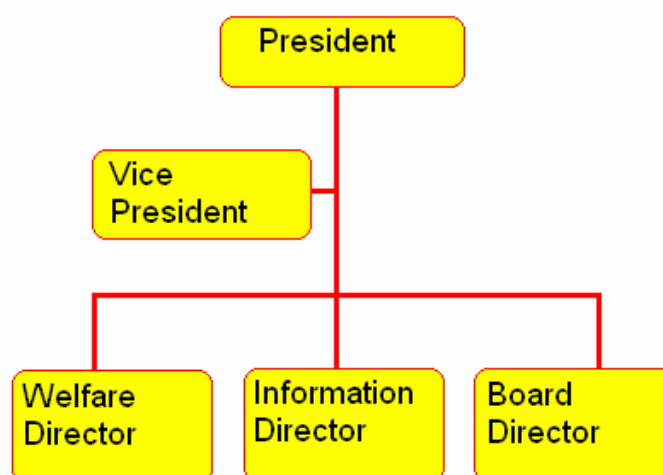 President
Vice
President
Welfare
Director
Information
Director
Board
Director